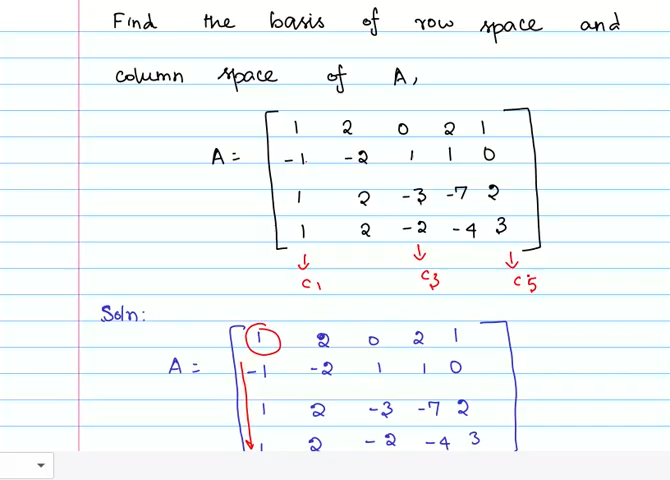 Find the basis of row space and
column space of A,
A = [ 1 2 0 2 1
-1 -2 1 1 0
1 2 -3 -7 2
1 2 -2 -4 3 ]
↓ ↓ ↓
C1 C3 C5
Soln:
A = [ 1 2 0 2 1
-1 -2 1 1 0
1 2 -3 -7 2
1 2 -2 -4 3